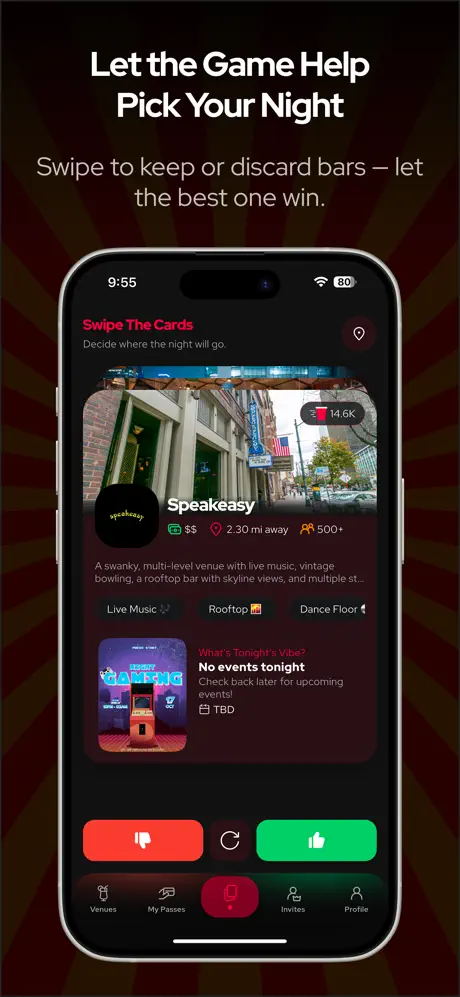 Let the Game Help
Pick Your Night
Swipe to keep or discard bars — let
the best one win.
9:55
80
Swipe The Cards
Decide where the night will go.
14.6K
speakeasy
Speakeasy
$$
2.30 mi away
500+
A swanky, multi-level venue with live music, vintage
bowling, a rooftop bar with skyline views, and multiple st...
Live Music 🎶
Rooftop 🌇
Dance Floor
PRESS START
NIGHT
GAMING
What's Tonight's Vibe?
No events tonight
Check back later for upcoming
events!
TBD
Venues
My Passes
Invites
Profile